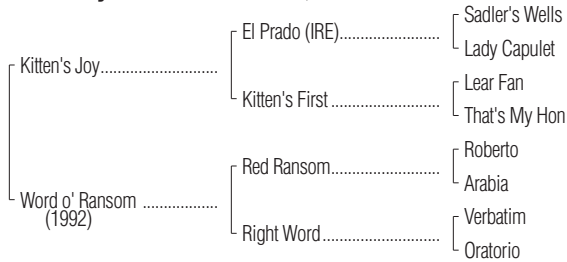 Sadler's Wells
El Prado (IRE)..........................
Lady Capulet
Kitten's Joy...........................
Lear Fan
Kitten's First ..........................
That's My Hon
Roberto
Red Ransom..........................
Arabia
Word o' Ransom .................
(1992)
Verbatim
Right Word............................
Oratorio